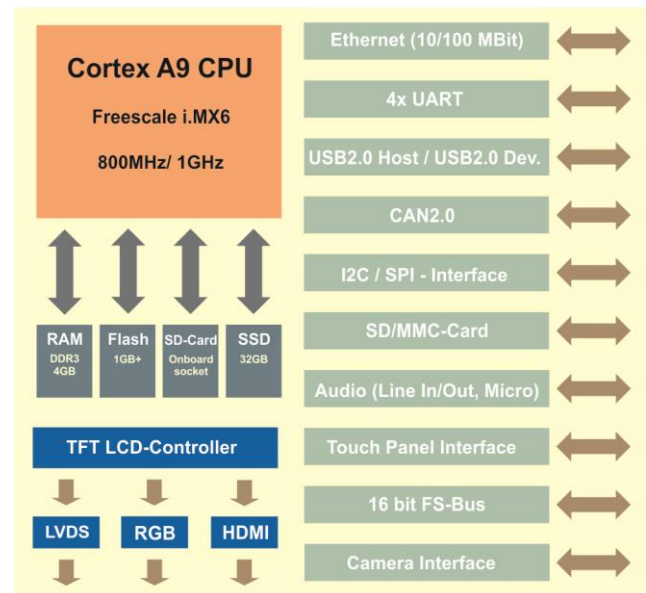 Cortex A9 CPU
Freescale i.MX6
800MHz/ 1GHz
RAM
DDR3
4GB
Flash
1GB+
SD-Card
Onboard
socket
SSD
32GB
TFT LCD-Controller
LVDS
RGB
HDMI
Ethernet (10/100 MBit)
4x UART
USB2.0 Host / USB2.0 Dev.
CAN2.0
I2C / SPI - Interface
SD/MMC-Card
Audio (Line In/Out, Micro)
Touch Panel Interface
16 bit FS-Bus
Camera Interface